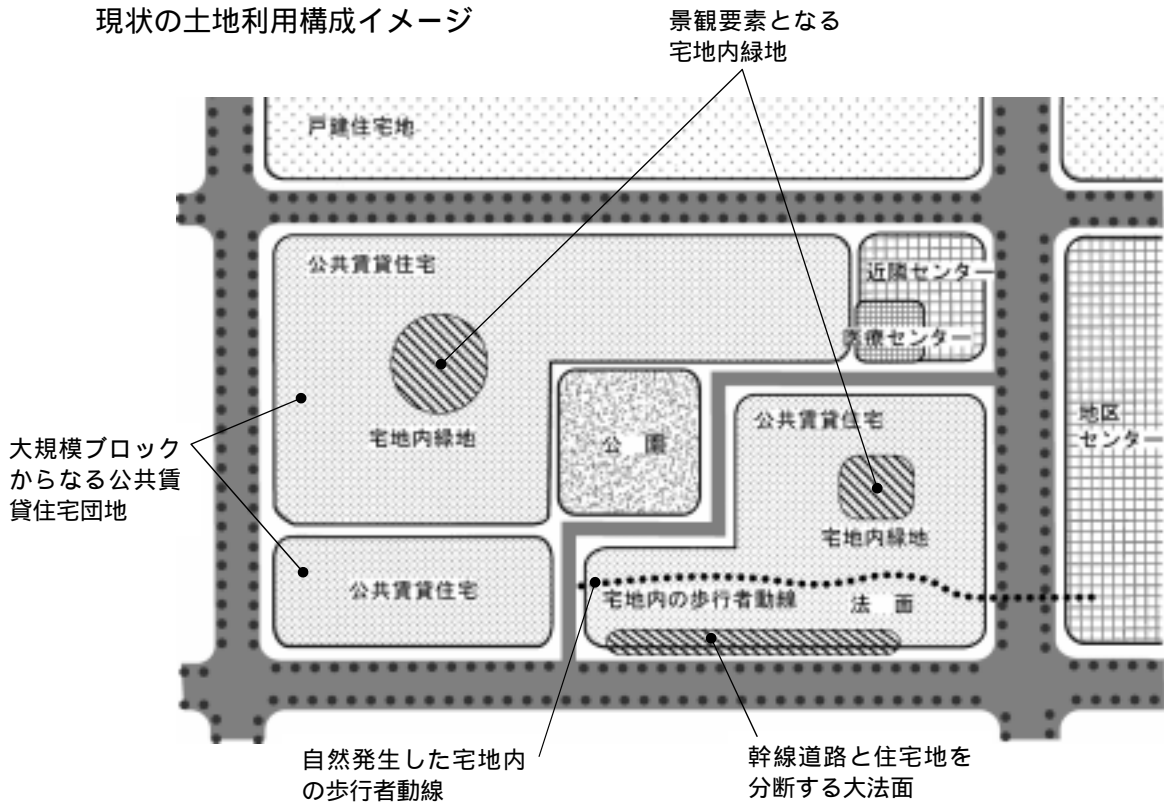 現状の土地利用構成イメージ
景観要素となる
宅地内緑地
戸建住宅地
公共賃貸住宅
近隣センター
医療センター
宅地内緑地
公園
公共賃貸住宅
地区
センター
大規模ブロック
からなる公共賃
貸住宅団地
宅地内緑地
公共賃貸住宅
宅地内の歩行者動線
法面
自然発生した宅地内
の歩行者動線
幹線道路と住宅地を
分断する大法面